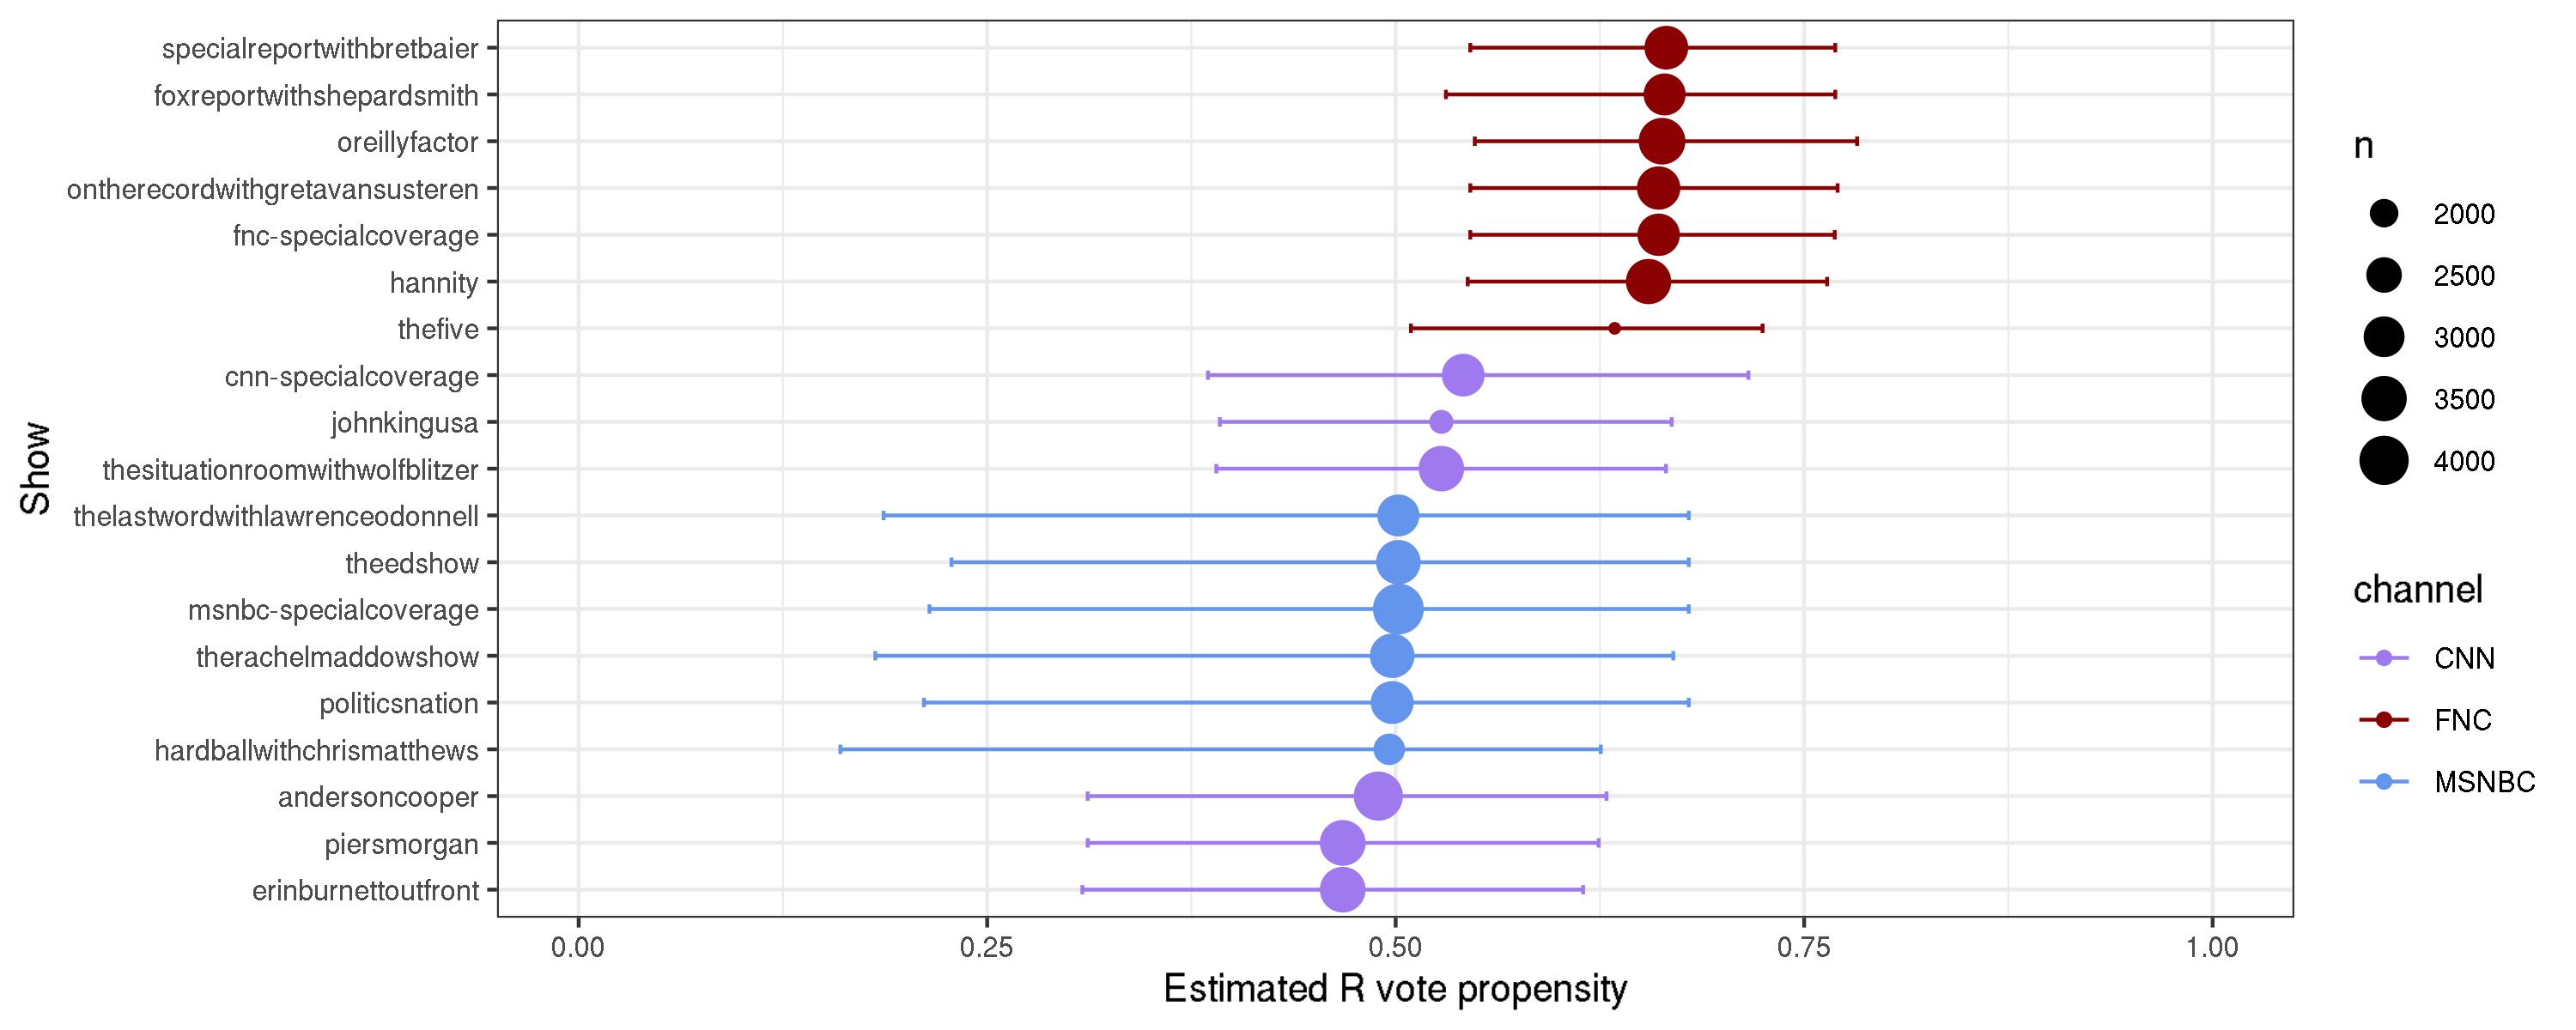 specialreportwithbretbaier
foxreportwithshepardsmith
oreillyfactor
ontherecordwithgretavansusteren
fnc-specialcoverage
hannity
thefive
cnn-specialcoverage
johnkingusa
thesituationroomwithwolfblitzer
thelastwordwithlawrenceodonnell
theedshow
msnbc-specialcoverage
therachelmaddowshow
politicsnation
hardballwithchrismatthews
andersoncooper
piersmorgan
erinburnettoutfront
Show
0.00 0.25 0.50 0.75 1.00
Estimated R vote propensity
n
2000
2500
3000
3500
4000
channel
CNN
FNC
MSNBC